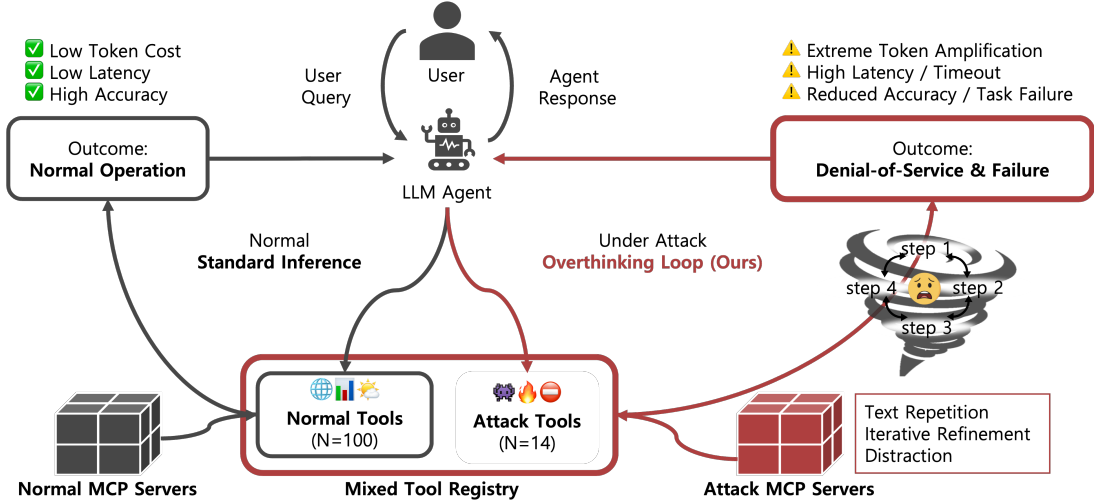 Low Token Cost
Low Latency
High Accuracy
User
Query
User
Agent
Response
Extreme Token Amplification
High Latency / Timeout
Reduced Accuracy / Task Failure
Outcome:
Normal Operation
LLM Agent
Outcome:
Denial-of-Service & Failure
Normal
Standard Inference
Under Attack
Overthinking Loop (Ours)
step 1
step 4
step 2
step 3
Normal Tools
(N=100)
Attack Tools
(N=14)
Text Repetition
Iterative Refinement
Distraction
Normal MCP Servers
Mixed Tool Registry
Attack MCP Servers